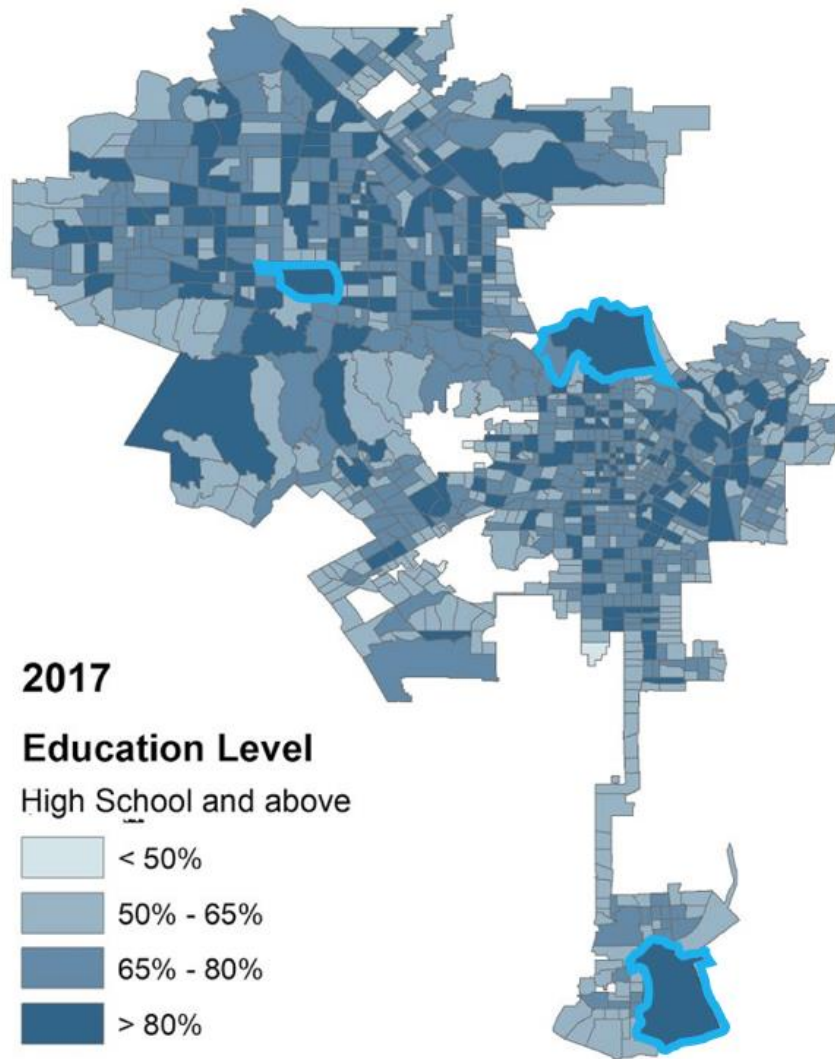 2017
Education Level
High School and above
< 50%
50% - 65%
65% - 80%
> 80%